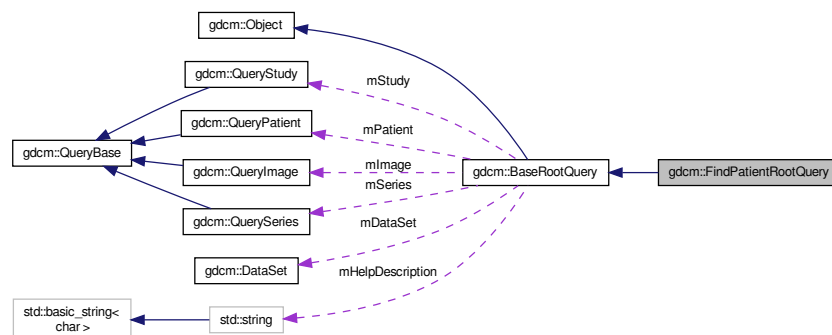 gdcm::Object
gdcm::QueryStudy
mStudy
gdcm::QueryPatient
mPatient
gdcm::QueryBase
gdcm::QueryImage
mImage
gdcm::BaseRootQuery
gdcm::FindPatientRootQuery
mSeries
gdcm::QuerySeries
mDataSet
gdcm::DataSet
mHelpDescription
std::basic_string<
char >
std::string